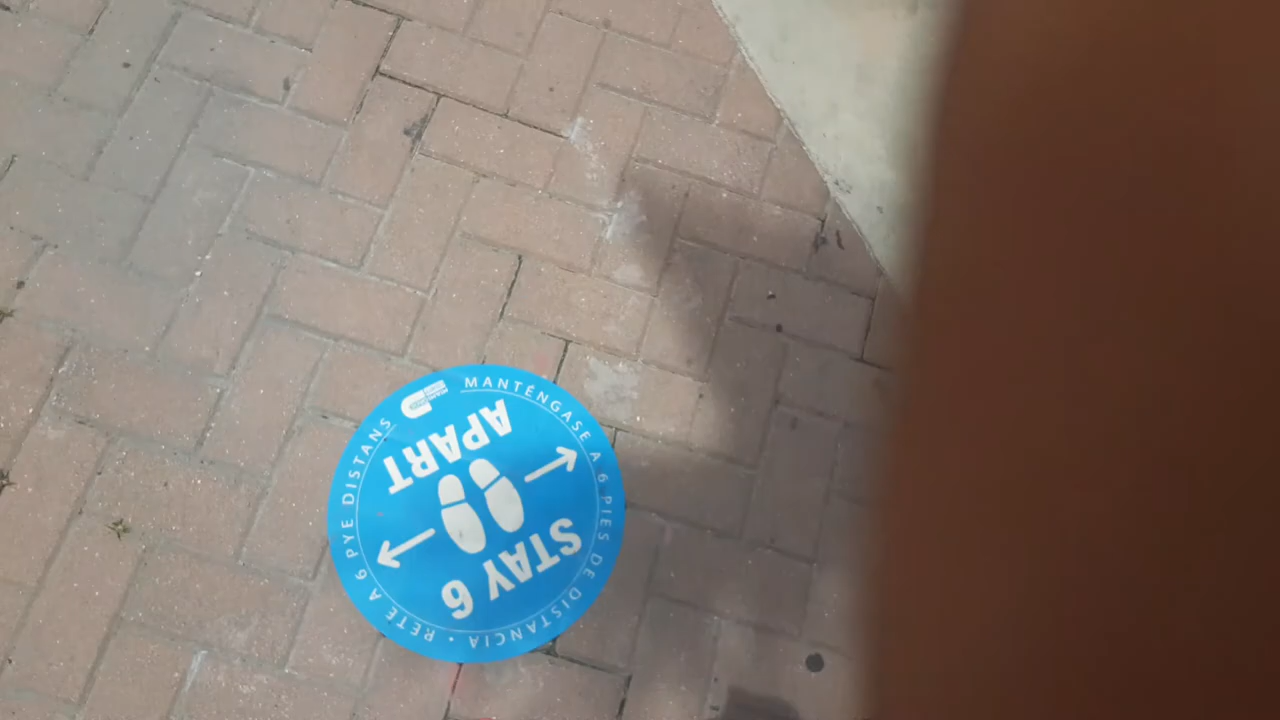 STAY 6
APART
MANTÉNGASE A 6 PIES DE DISTANCIA • RETE A 6 PYE DISTANS